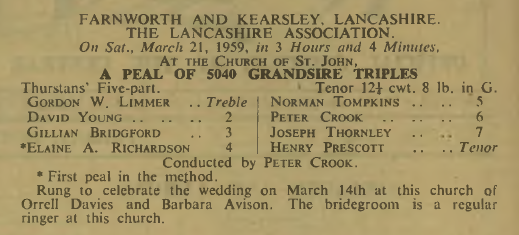 FARNWORTH AND KEARSLEY, LANCASHIRE.
THE LANCASHIRE ASSOCIATION.
On Sat., March 21, 1959, in 3 Hours and 4 Minutes,
AT THE CHURCH OF ST. JOHN,
A PEAL OF 5040 GRANDSIRE TRIPLES
Thurstans' Five-part. Tenor 12¼ cwt. 8 lb. in G.
GORDON W. LIMMER .. Treble NORMAN TOMPKINS .. .. 5
DAVID YOUNG .. .. .. 2 PETER CROOK .. .. .. 6
GILLIAN BRIDGFORD .. 3 JOSEPH THORNLEY .. .. 7
*ELAINE A. RICHARDSON 4 HENRY PRESCOTT .. .. Tenor
Conducted by PETER CROOK.
* First peal in the method.
Rung to celebrate the wedding on March 14th at this church of
Orrell Davies and Barbara Avison. The bridegroom is a regular
ringer at this church.